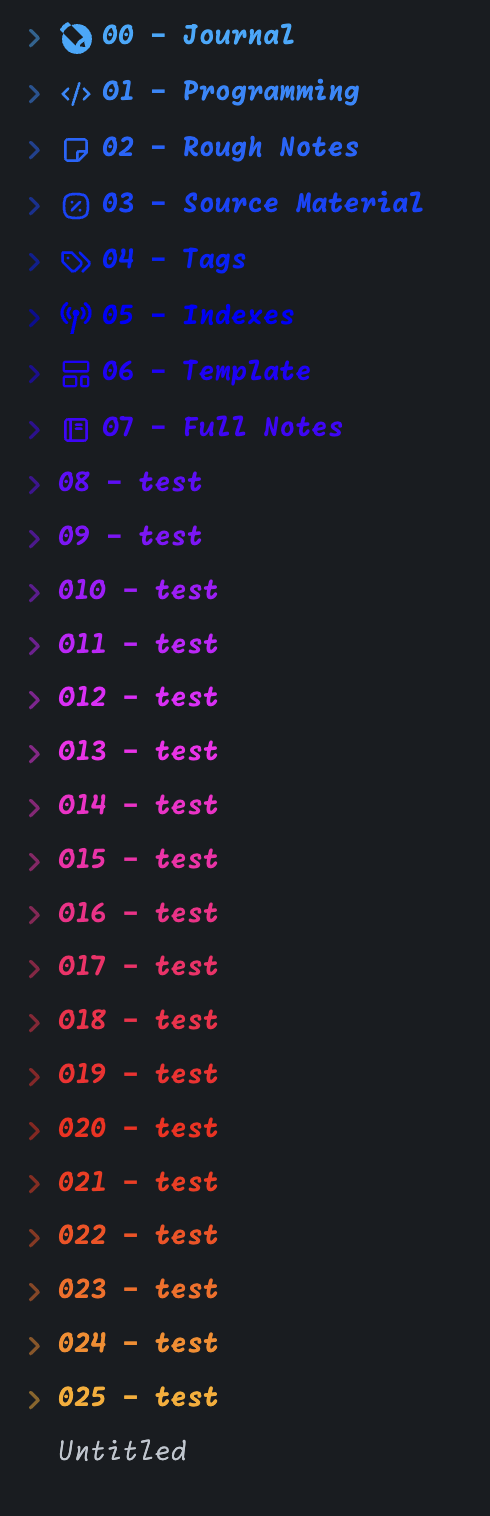 00 - Journal
01 - Programming
02 - Rough Notes
03 - Source Material
04 - Tags
05 - Indexes
06 - Template
07 - Full Notes
08 - test
09 - test
010 - test
011 - test
012 - test
013 - test
014 - test
015 - test
016 - test
017 - test
018 - test
019 - test
020 - test
021 - test
022 - test
023 - test
024 - test
025 - test
Untitled